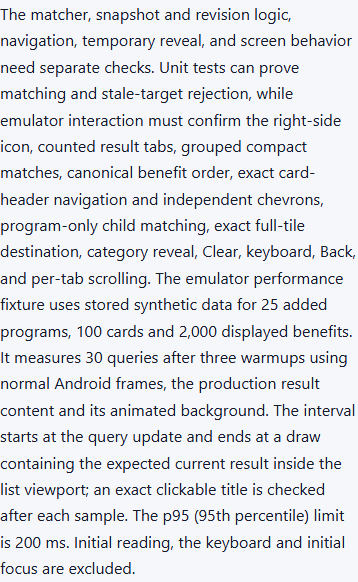 The matcher, snapshot and revision logic,
navigation, temporary reveal, and screen behavior
need separate checks. Unit tests can prove
matching and stale-target rejection, while
emulator interaction must confirm the right-side
icon, counted result tabs, grouped compact
matches, canonical benefit order, exact card-
header navigation and independent chevrons,
program-only child matching, exact full-tile
destination, category reveal, Clear, keyboard, Back,
and per-tab scrolling. The emulator performance
fixture uses stored synthetic data for 25 added
programs, 100 cards and 2,000 displayed benefits.
It measures 30 queries after three warmups using
normal Android frames, the production result
content and its animated background. The interval
starts at the query update and ends at a draw
containing the expected current result inside the
list viewport; an exact clickable title is checked
after each sample. The p95 (95th percentile) limit
is 200 ms. Initial reading, the keyboard and initial
focus are excluded.